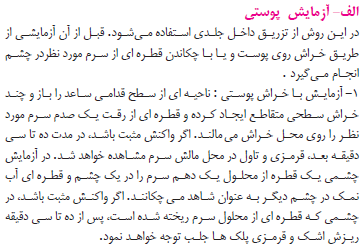 الف- آزمایش پوستی
در این روش از تزریق داخل جلدی استفاده می‌شود. قبل از آن آزمایشی از
طریق خراش روی پوست و یا با چکاندن قطره ای از سرم مورد نظردر چشم
انجام می‌گیرد .
۱- آزمایش با خراش پوستی : ناحیه ای از سطح قدامی ساعد را باز و چند
خراش سطحی متقاطع ایجاد کرده و قطره ای از رقت یک صدم سرم مورد
نظر را روی محل خراش می مالند. اگر واکنش مثبت باشد، در مدت ده تا سی
دقیقه بعد، قرمزی و تاول در محل مالش سرم مشاهده خواهد شد. در آزمایش
چشمی یک قطره از محلول یک دهم سرم را در یک چشم و قطره ای آب
نمک در چشم دیگر به عنوان شاهد می چکانند. اگر واکنش مثبت باشد، در
چشمی که قطره ای از محلول سرم ریخته شده است، پس از ده تا سی دقیقه
ریزش اشک و قرمزی پلک ها جلب توجه خواهد نمود.